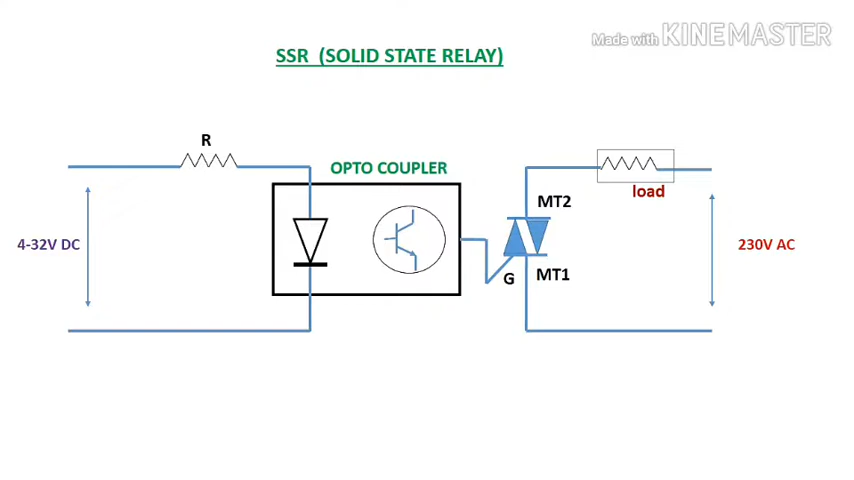 Made with KINEMASTER
SSR (SOLID STATE RELAY)
R
OPTO COUPLER
load
MT2
4-32V DC
230V AC
G
MT1